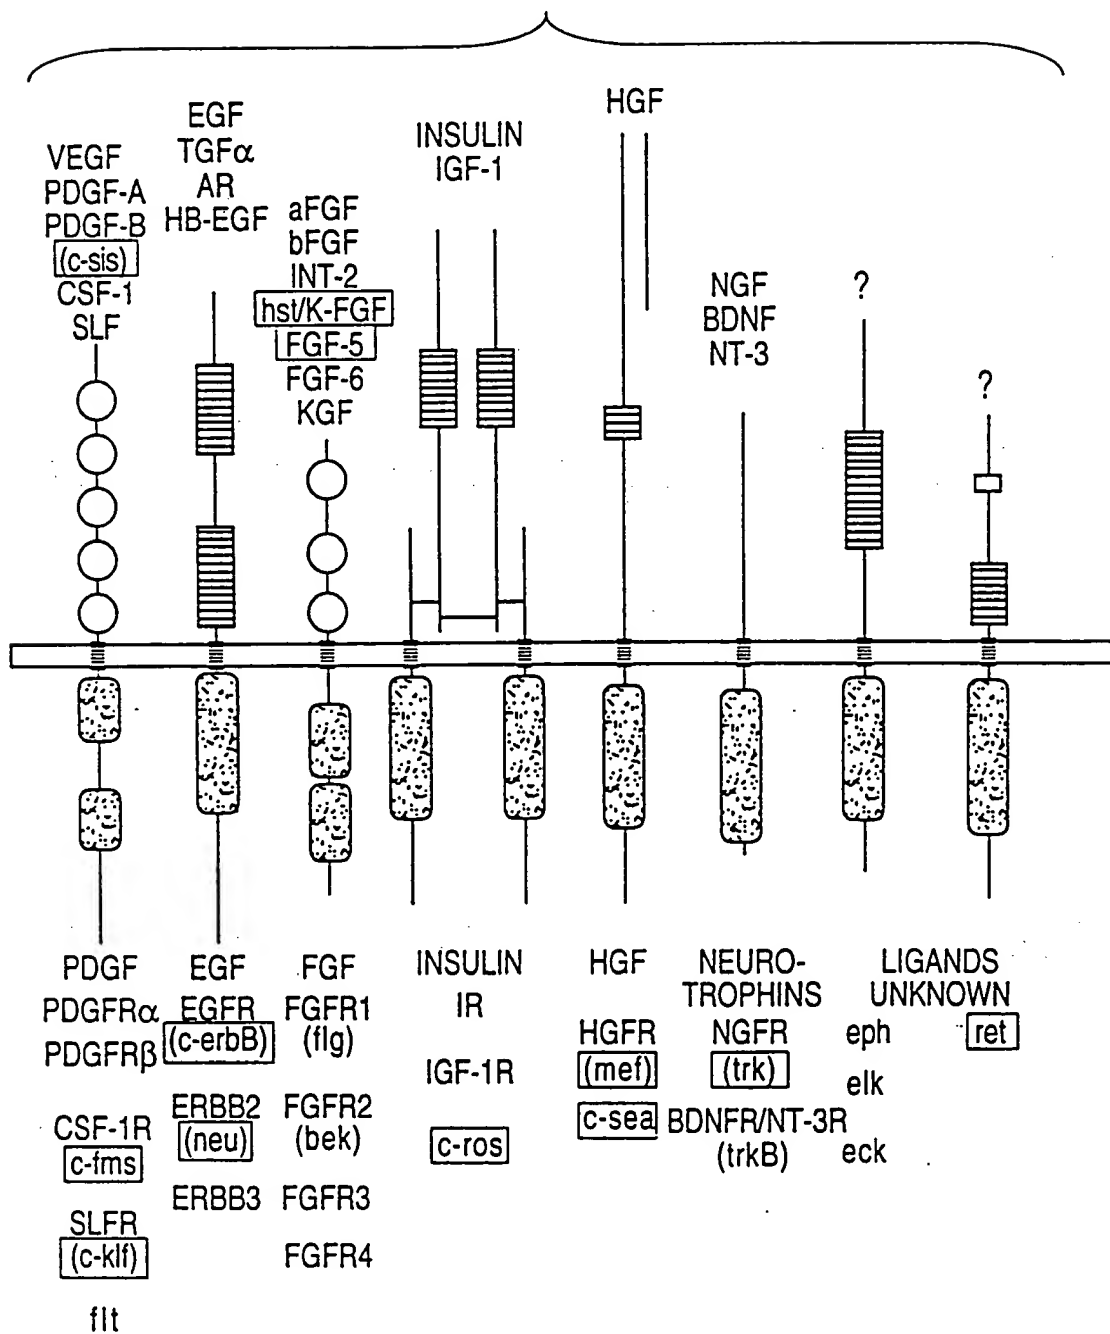 VEGF
PDGF-A
PDGF-B
(c-sis)
CSF-1
SLF
EGF
TGFα
AR
HB-EGF
aFGF
bFGF
INT-2
hst/K-FGF
FGF-5
FGF-6
KGF
INSULIN
IGF-1
HGF
NGF
BDNF
NT-3
?
?
PDGF
PDGFRα
PDGFRβ
CSF-1R
c-fms
SLFR
(c-klf)
flt
EGF
EGFR
(c-erbB)
ERBB2
(neu)
ERBB3
FGF
FGFR1
(flg)
FGFR2
(bek)
FGFR3
FGFR4
INSULIN
IR
IGF-1R
c-ros
HGF
HGFR
(mef)
c-sea
NEURO-
TROPHINS
NGFR
(trk)
BDNFR/NT-3R
(trkB)
LIGANDS
UNKNOWN
eph
elk
eck
ret